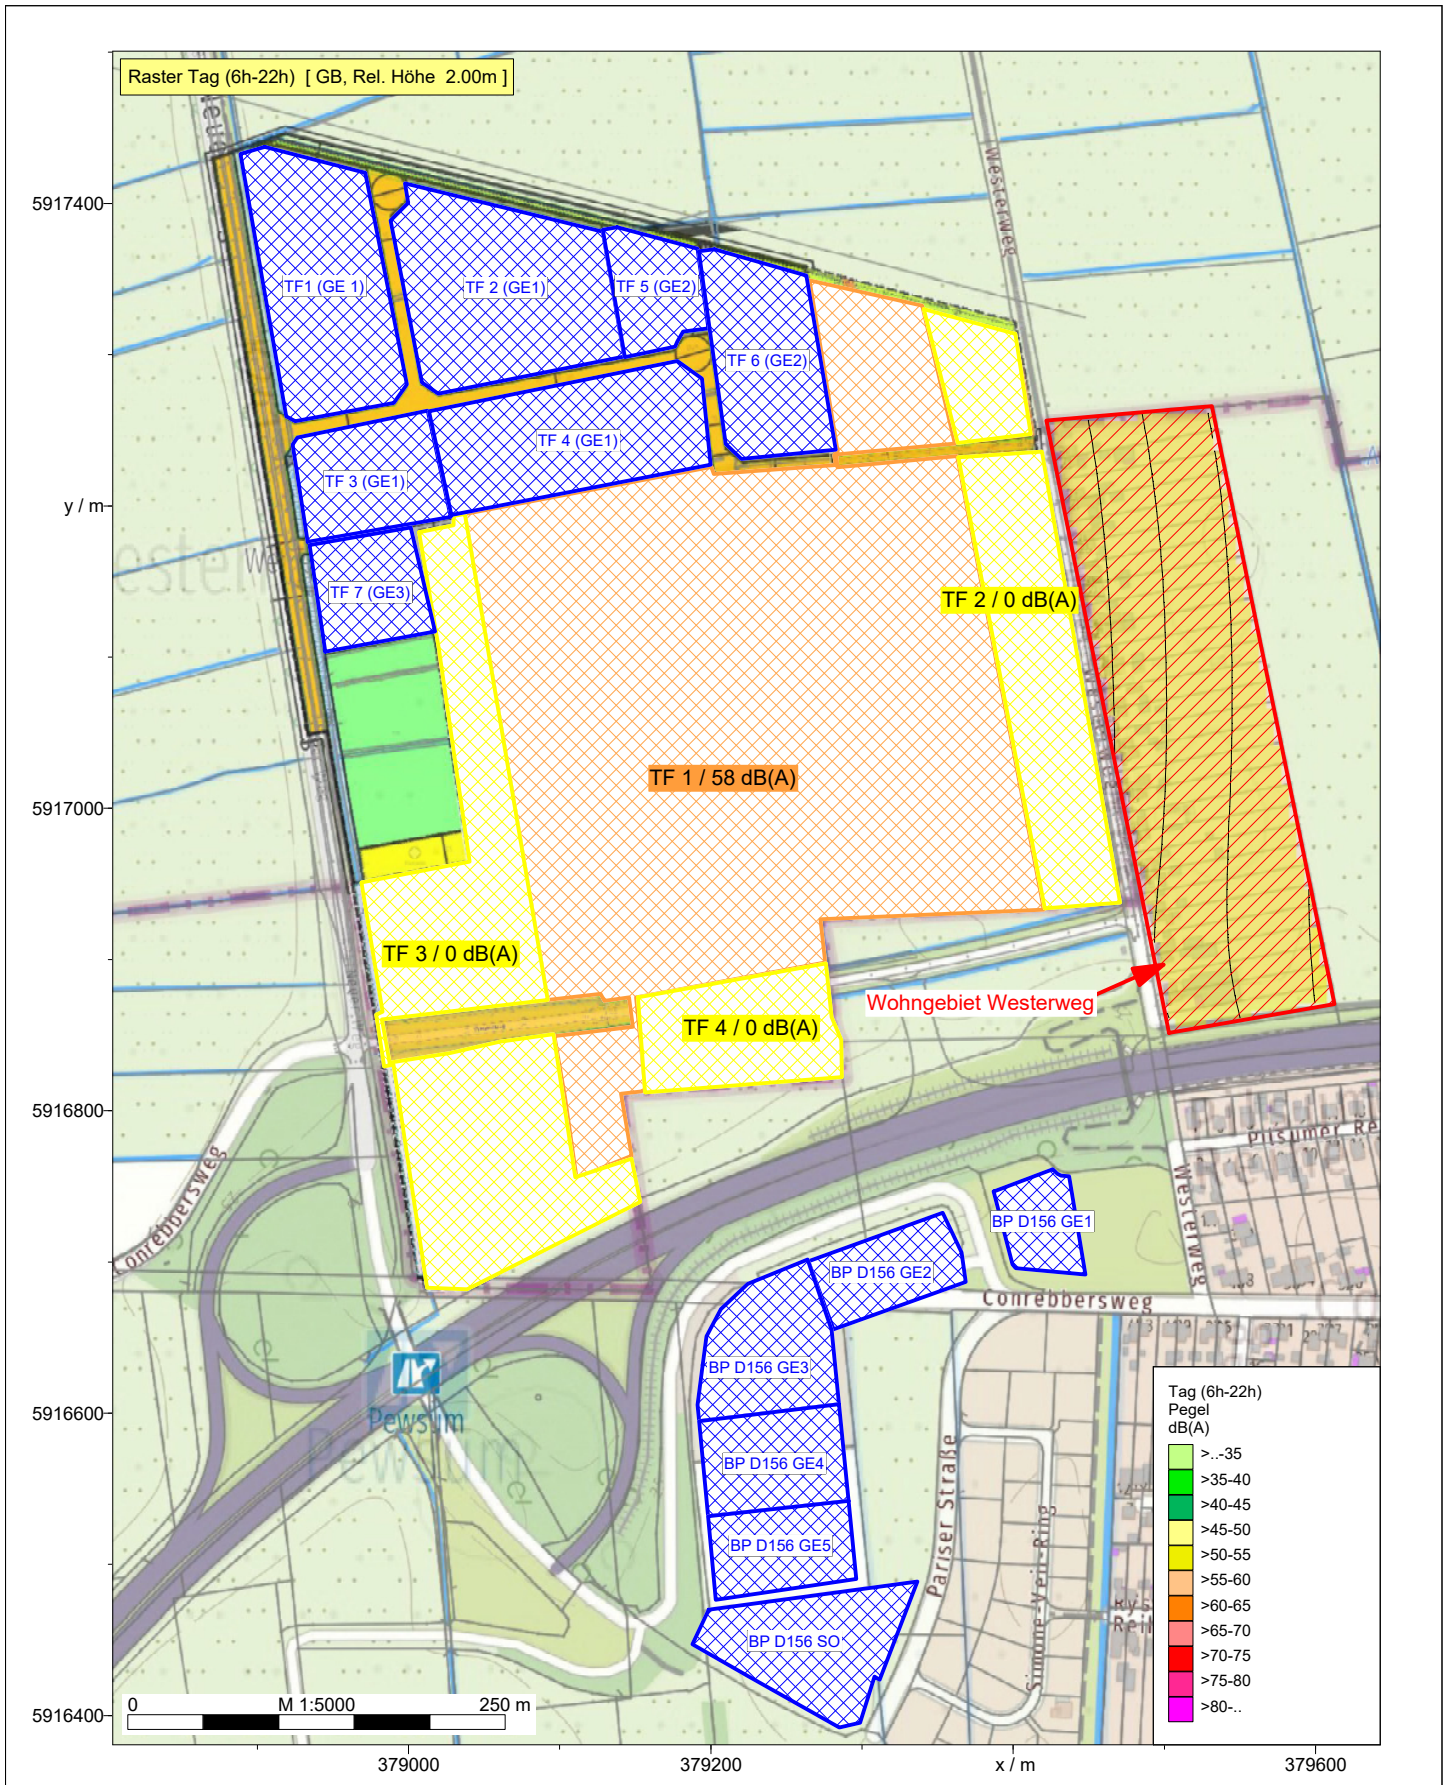 Raster Tag (6h-22h)  [ GB, Rel. Höhe  2.00m ]
5917400
Westerweg
TF1 (GE 1)
TF 2 (GE1)
TF 5 (GE2)
TF 6 (GE2)
TF 4 (GE1)
TF 3 (GE1)
y / m
TF 7 (GE3)
TF 2 / 0 dB(A)
TF 1 / 58 dB(A)
5917000
TF 3 / 0 dB(A)
Wohngebiet Westerweg
TF 4 / 0 dB(A)
5916800
Conrebbersweg
Pilsumer Re
Westerweg
BP D156 GE1
BP D156 GE2
Conrebbersweg
BP D156 GE3
Pewsum
Pewsum
5916600
BP D156 GE4
BP D156 GE5
Pariser Straße
Simone-Veil-Ring
BP D156 SO
Tag (6h-22h)
Pegel
dB(A)
>..-35
>35-40
>40-45
>45-50
>50-55
>55-60
>60-65
>65-70
>70-75
>75-80
>80-..
0 M 1:5000 250 m
5916400
379000 379200 x / m 379600